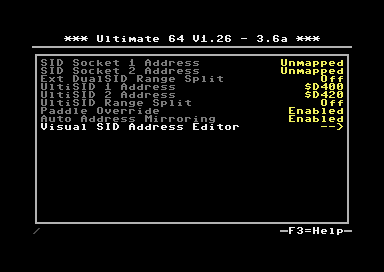 *** Ultimate 64 V1.26 - 3.6a ***
SID Socket 1 Address Unmapped
SID Socket 2 Address Unmapped
Ext DualSID Range Split Off
UltiSID 1 Address $D400
UltiSID 2 Address $D420
UltiSID Range Split Off
Paddle Override Enabled
Auto Address Mirroring Enabled
Visual SID Address Editor -->
F3=Help